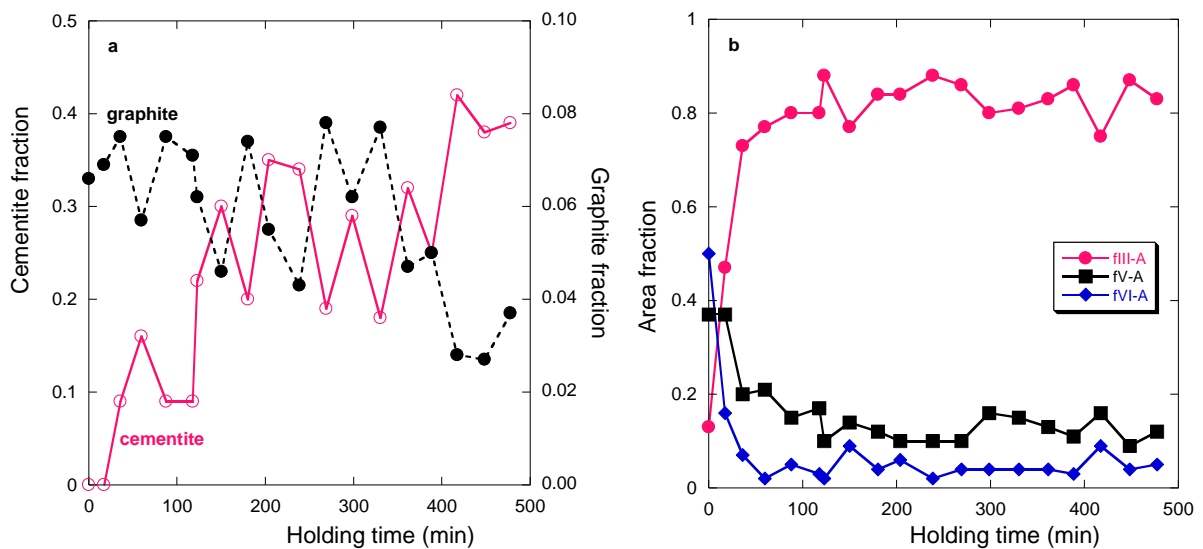 a
graphite
cementite
Cementite fraction
0.5
0.4
0.3
0.2
0.1
0
0.10
0.08
0.06
0.04
0.02
0.00
Graphite fraction
0 100 200 300 400 500
Holding time (min)
b
Area fraction
1
0.8
0.6
0.4
0.2
0
fIII-A
fV-A
fVI-A
0 100 200 300 400 500
Holding time (min)